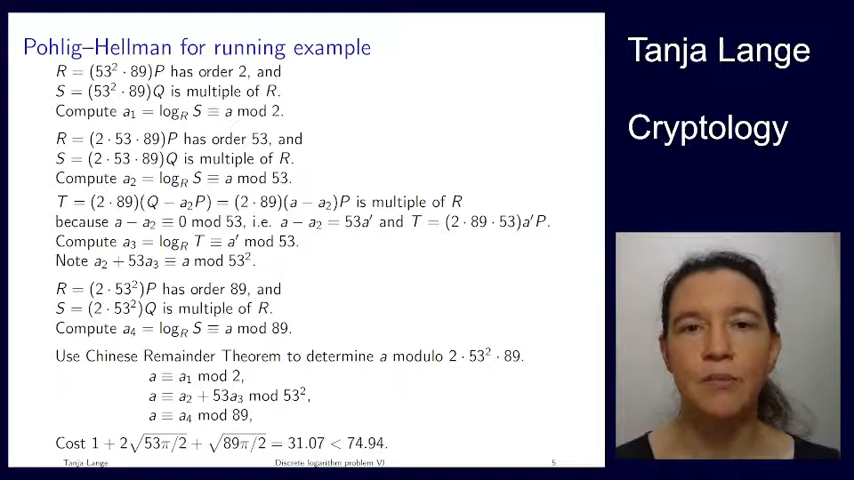 Pohlig–Hellman for running example
R = (53² · 89)P has order 2, and
S = (53² · 89)Q is multiple of R.
Compute a₁ = log_R S ≡ a mod 2.
R = (2 · 53 · 89)P has order 53, and
S = (2 · 53 · 89)Q is multiple of R.
Compute a₂ = log_R S ≡ a mod 53.
T = (2 · 89)(Q − a₂P) = (2 · 89)(a − a₂)P is multiple of R
because a − a₂ ≡ 0 mod 53, i.e. a − a₂ = 53a′ and T = (2 · 89 · 53)a′P.
Compute a₃ = log_R T ≡ a′ mod 53.
Note a₂ + 53a₃ ≡ a mod 53².
R = (2 · 53²)P has order 89, and
S = (2 · 53²)Q is multiple of R.
Compute a₄ = log_R S ≡ a mod 89.
Use Chinese Remainder Theorem to determine a modulo 2 · 53² · 89.
a ≡ a₁ mod 2,
a ≡ a₂ + 53a₃ mod 53²,
a ≡ a₄ mod 89,
Cost 1 + 2√(53π/2) + √(89π/2) = 31.07 < 74.94.
Tanja Lange Discrete logarithm problem VI 5
Tanja Lange
Cryptology